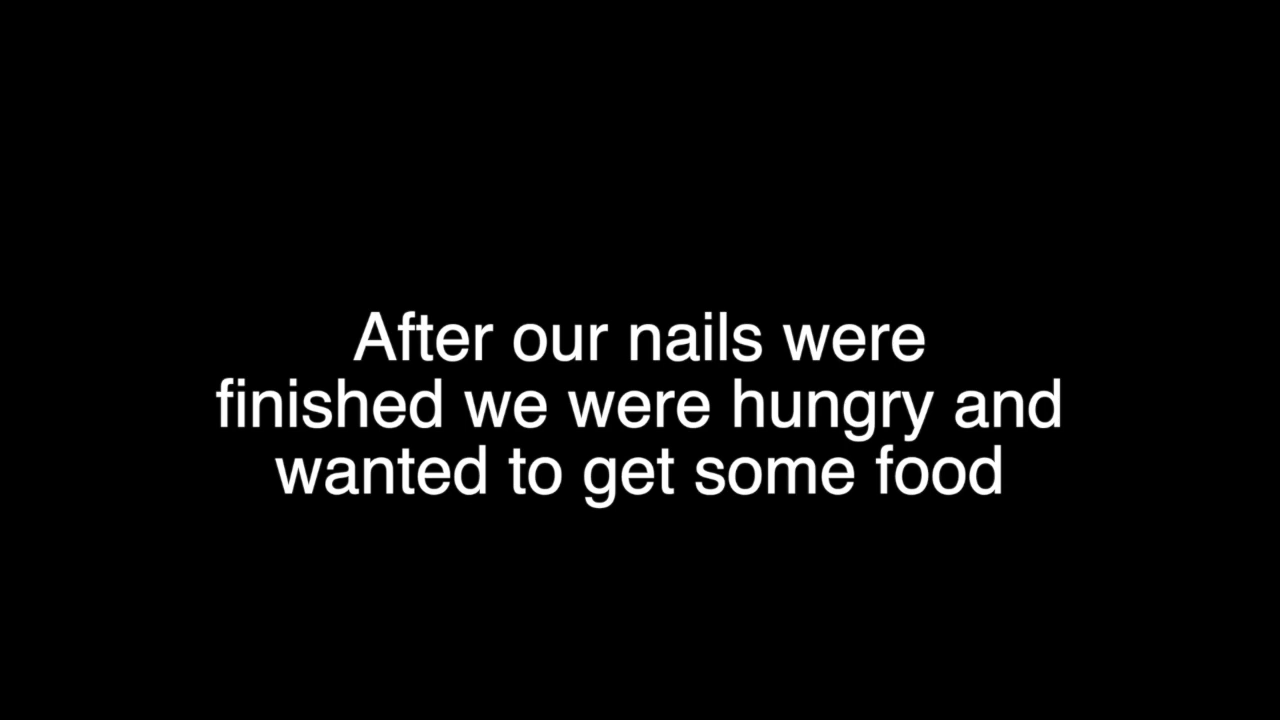 After our nails were
finished we were hungry and
wanted to get some food